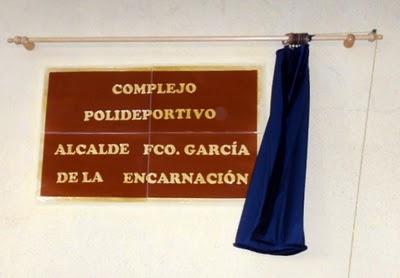 COMPLEJO
POLIDEPORTIVO
ALCALDE FCO. GARCÍA
DE LA ENCARNACIÓN